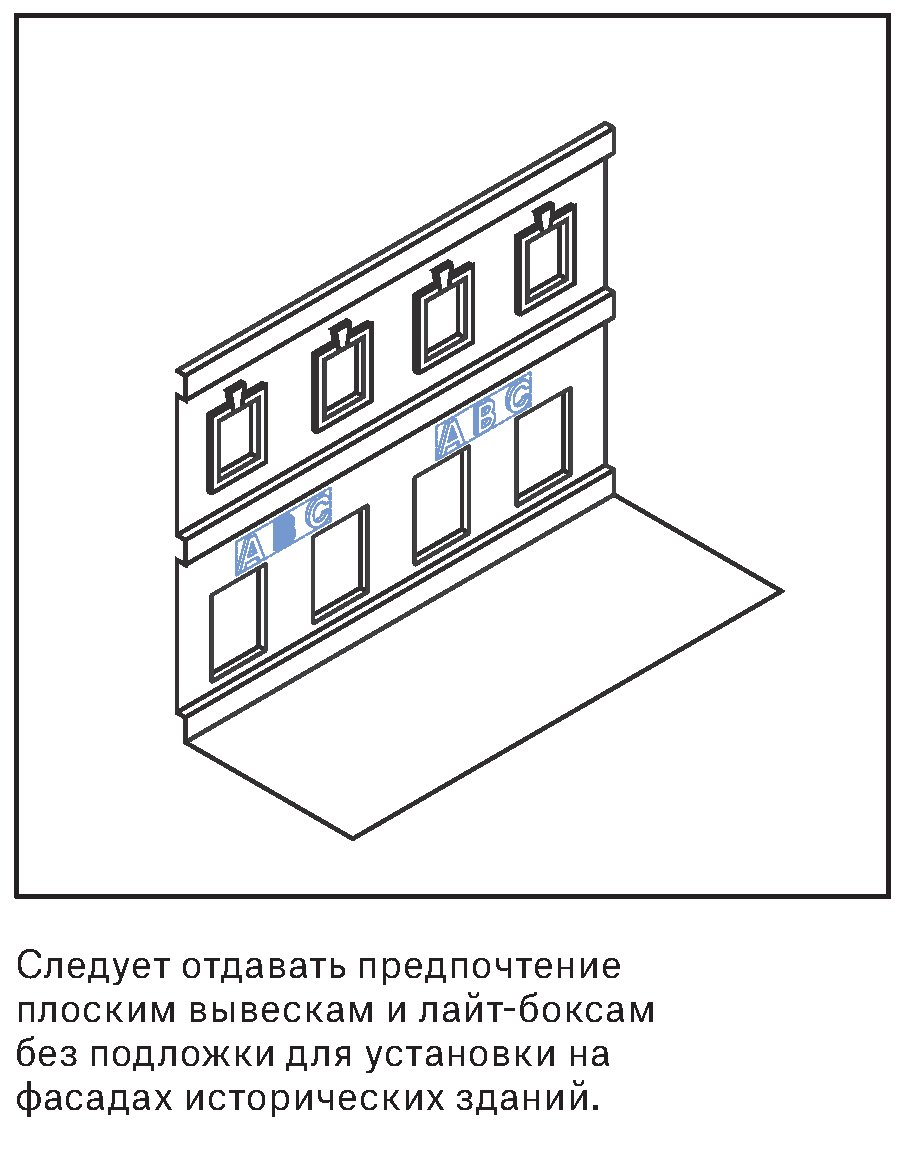 ABC
ABC
Следует отдавать предпочтение
плоским вывескам и лайт-боксам
без подложки для установки на
фасадах исторических зданий.